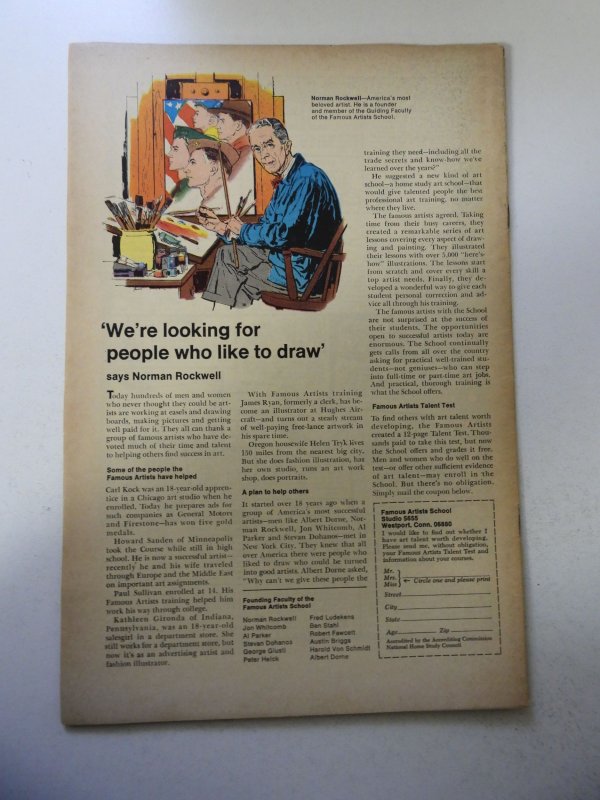 Norman Rockwell—America's most
beloved artist. He is a founder
and member of the Guiding Faculty
of the Famous Artists School.
'We're looking for
people who like to draw'
says Norman Rockwell
Today hundreds of men and women
who never thought they could be art-
ists are working at easels and drawing
boards, making pictures and getting
well paid for it. They all can thank a
group of famous artists who have de-
voted much of their time and talent
to helping others find success in art.
Some of the people the
Famous Artists have helped
Carl Kock was an 18-year-old appren-
tice in a Chicago art studio when he
enrolled. Today he prepares ads for
such companies as General Motors
and Firestone—has won five gold
medals.
Howard Sanden of Minneapolis
took the Course while still in high
school. He is now a successful artist—
recently he and his wife traveled
through Europe and the Middle East
on important art assignments.
Paul Sullivan enrolled at 14. His
Famous Artists training helped him
work his way through college.
Kathleen Gironda of Indiana,
Pennsylvania, was an 18-year-old
salesgirl in a department store. She
still works for a department store, but
now it's as an advertising artist and
fashion illustrator.
With Famous Artists training
James Ryan, formerly a clerk, has be-
come an illustrator at Hughes Air-
craft—and turns out a steady stream
of well-paying free-lance artwork in
his spare time.
Oregon housewife Helen Tryk lives
150 miles from the nearest big city.
But she does fashion illustration, has
her own studio, runs an art work
shop, does portraits.
A plan to help others
It started over 18 years ago when a
group of America's most successful
artists—men like Albert Dorne, Nor-
man Rockwell, Jon Whitcomb, Al
Parker and Stevan Dohanos—met in
New York City. They knew that all
over America there were people who
liked to draw who could be turned
into good artists. Albert Dorne asked,
"Why can't we give these people the
Founding Faculty of the
Famous Artists School
Norman Rockwell
Jon Whitcomb
Al Parker
Stevan Dohanos
George Giusti
Peter Helck
Fred Ludekens
Ben Stahl
Robert Fawcett
Austin Briggs
Harold Von Schmidt
Albert Dorne
training they need—including all the
trade secrets and know-how we've
learned over the years?"
He suggested a new kind of art
school—a home study art school—that
would give talented people the best
professional art training, no matter
where they live.
The famous artists agreed. Taking
time from their busy careers, they
created a remarkable series of art
lessons covering every aspect of draw-
ing and painting. They illustrated
their lessons with over 5,000 "here's-
how" illustrations. The lessons start
from scratch and cover every skill a
top artist needs. Finally, they de-
veloped a wonderful way to give each
student personal correction and ad-
vice all through his training.
The famous artists with the School
are not surprised at the success of
their students. The opportunities
open to successful artists today are
enormous. The School continually
gets calls from all over the country
asking for practical well-trained stu-
dents—not geniuses—who can step
into full-time or part-time art jobs.
And practical, thorough training is
what the School offers.
Famous Artists Talent Test
To find others with art talent worth
developing, the Famous Artists
created a 12-page Talent Test. Thou-
sands paid to take this test, but now
the School offers and grades it free.
Men and women who do well on the
test—or offer other sufficient evidence
of art talent—may enroll in the
School. But there's no obligation.
Simply mail the coupon below.
Famous Artists School
Studio 5655
Westport, Conn. 06880
I would like to find out whether I
have art talent worth developing.
Please send me, without obligation,
your Famous Artists Talent Test and
information about your courses.
Mr.
Mrs. Circle one and please print
Miss
Street
City
State
Age Zip
Accredited by the Accrediting Commission
National Home Study Council